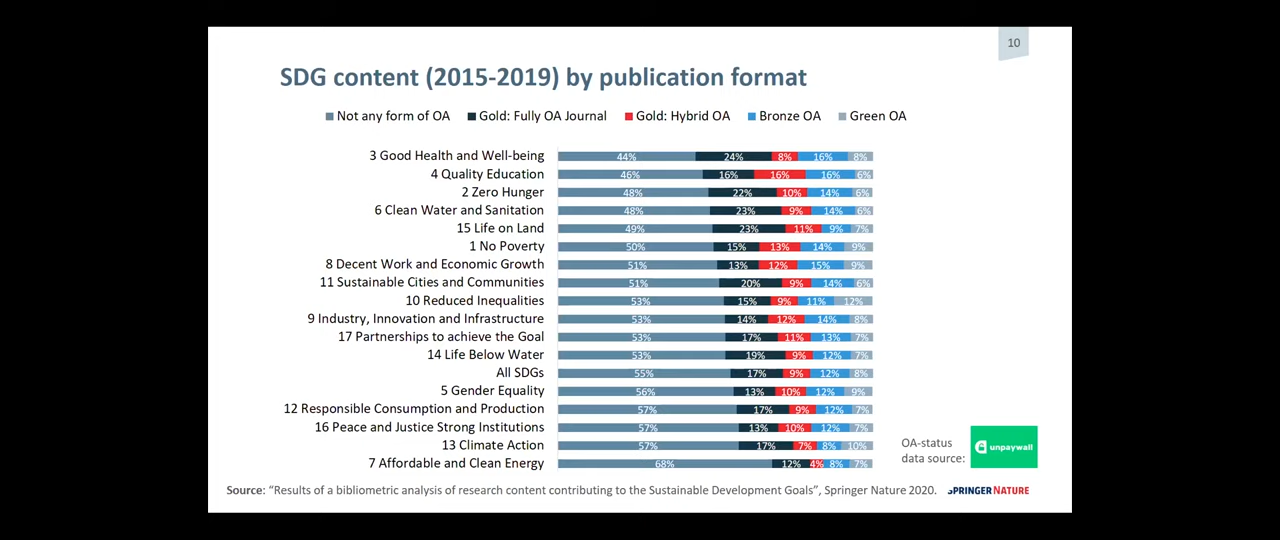 10
SDG content (2015-2019) by publication format
Not any form of OA Gold: Fully OA Journal Gold: Hybrid OA Bronze OA Green OA
3 Good Health and Well-being 44% 24% 8% 16% 8%
4 Quality Education 46% 16% 16% 16% 6%
2 Zero Hunger 48% 22% 10% 14% 6%
6 Clean Water and Sanitation 48% 23% 9% 14% 6%
15 Life on Land 49% 23% 11% 9% 7%
1 No Poverty 50% 15% 13% 14% 9%
8 Decent Work and Economic Growth 51% 13% 12% 15% 9%
11 Sustainable Cities and Communities 51% 20% 9% 14% 6%
10 Reduced Inequalities 53% 15% 9% 11% 12%
9 Industry, Innovation and Infrastructure 53% 14% 12% 14% 8%
17 Partnerships to achieve the Goal 53% 17% 11% 13% 7%
14 Life Below Water 53% 19% 9% 12% 7%
All SDGs 55% 17% 9% 12% 8%
5 Gender Equality 56% 13% 10% 12% 9%
12 Responsible Consumption and Production 57% 17% 9% 12% 7%
16 Peace and Justice Strong Institutions 57% 13% 10% 12% 7%
13 Climate Action 57% 17% 7% 8% 10%
7 Affordable and Clean Energy 68% 12% 4% 8% 7%
OA-status
data source:
unpaywall
Source: “Results of a bibliometric analysis of research content contributing to the Sustainable Development Goals”, Springer Nature 2020.
SPRINGER NATURE